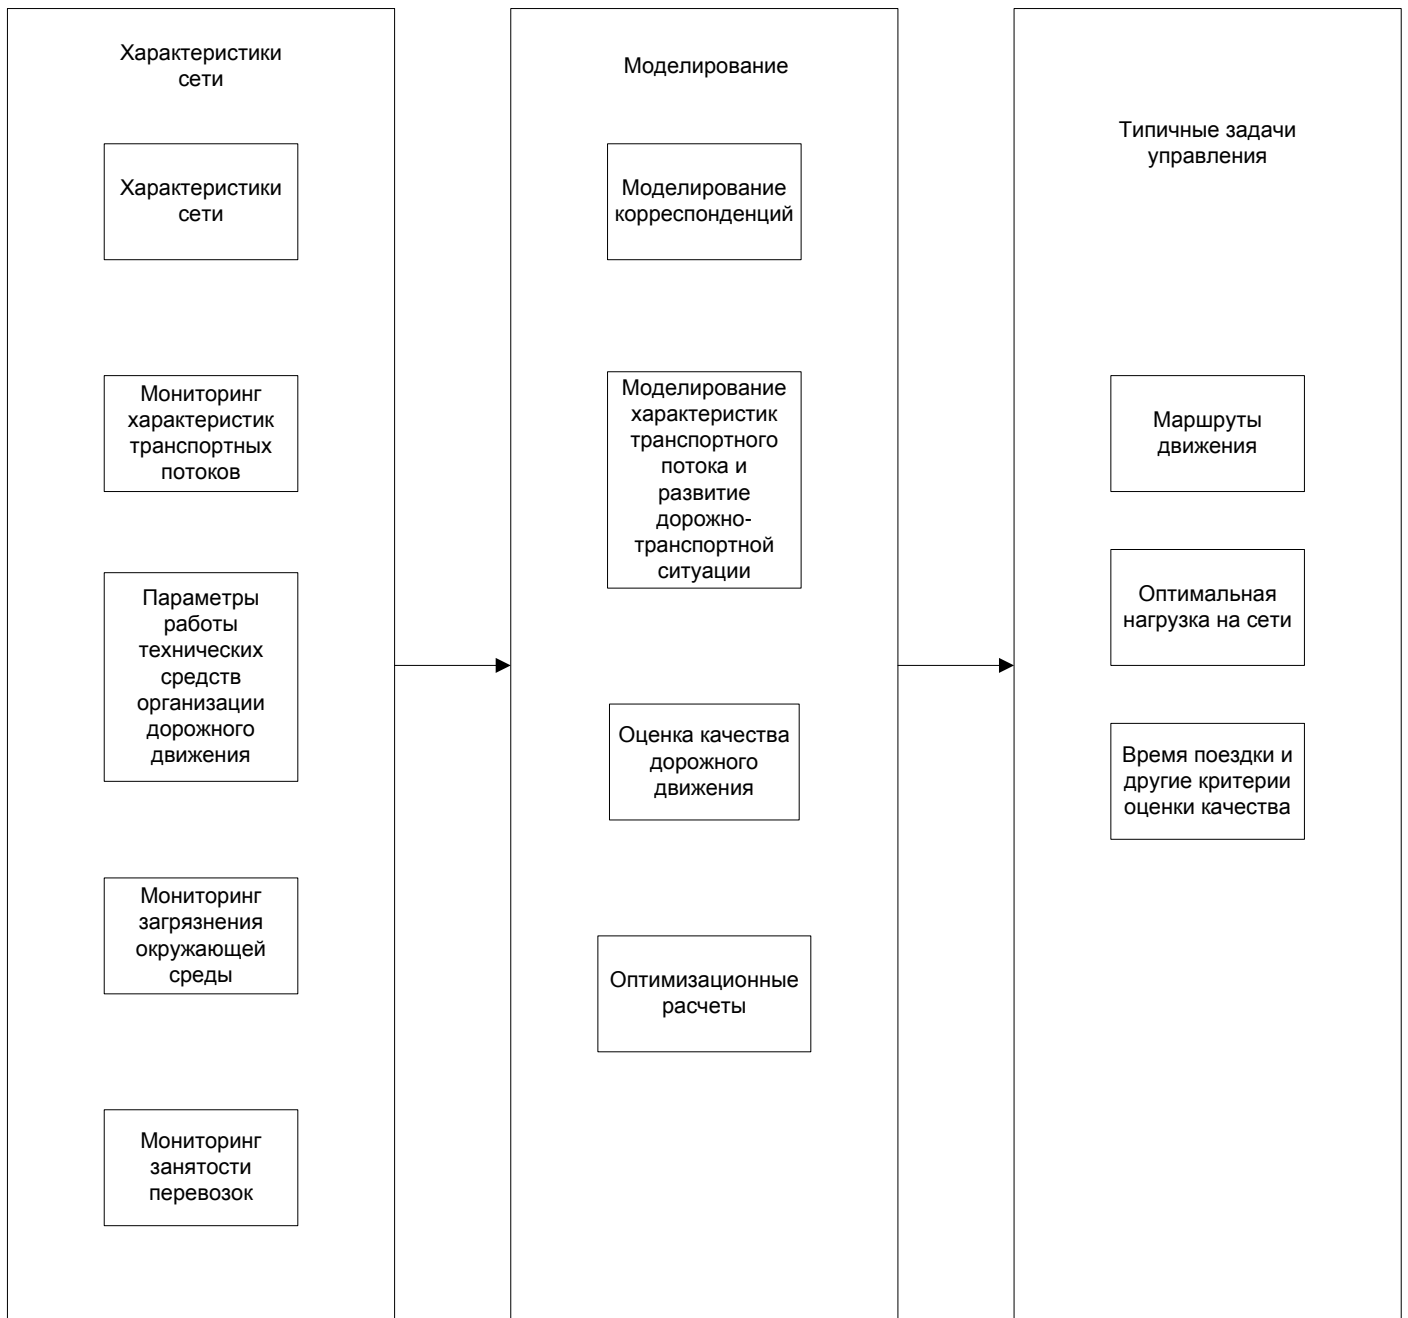 Характеристики
сети
Характеристики
сети
Мониторинг
характеристик
транспортных
потоков
Параметры
работы
технических
средств
организации
дорожного
движения
Мониторинг
загрязнения
окружающей
среды
Мониторинг
занятости
перевозок
Моделирование
Моделирование
корреспонденций
Моделирование
характеристик
транспортного
потока и
развитие
дорожно-
транспортной
ситуации
Оценка качества
дорожного
движения
Оптимизационные
расчеты
Типичные задачи
управления
Маршруты
движения
Оптимальная
нагрузка на сети
Время поездки и
другие критерии
оценки качества